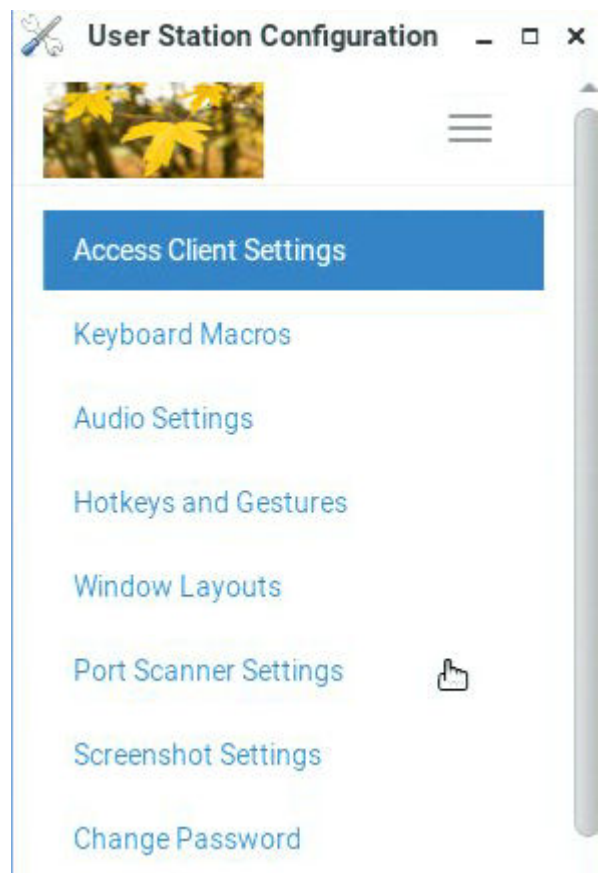 User Station Configuration
Access Client Settings
Keyboard Macros
Audio Settings
Hotkeys and Gestures
Window Layouts
Port Scanner Settings
Screenshot Settings
Change Password